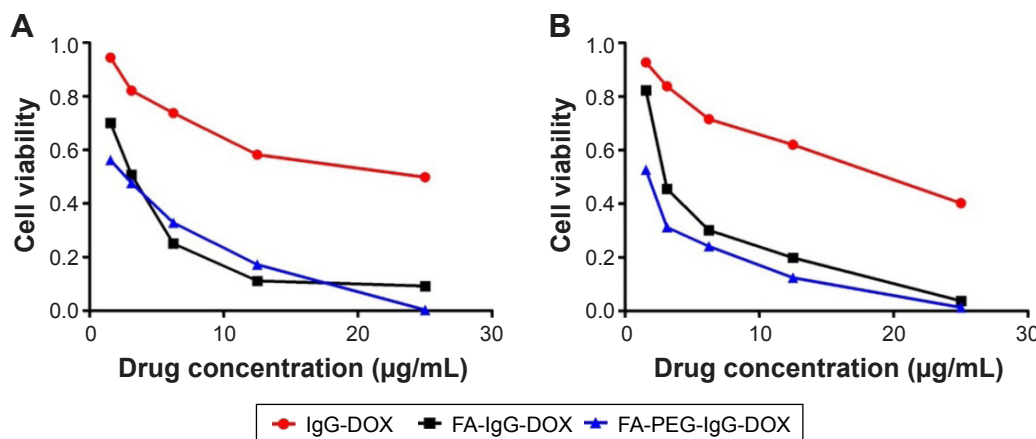 A
Cell viability
1.0
0.8
0.6
0.4
0.2
0.0
0
10
20
30
Drug concentration (µg/mL)
B
Cell viability
1.0
0.8
0.6
0.4
0.2
0.0
0
10
20
30
Drug concentration (µg/mL)
IgG-DOX FA-IgG-DOX FA-PEG-IgG-DOX